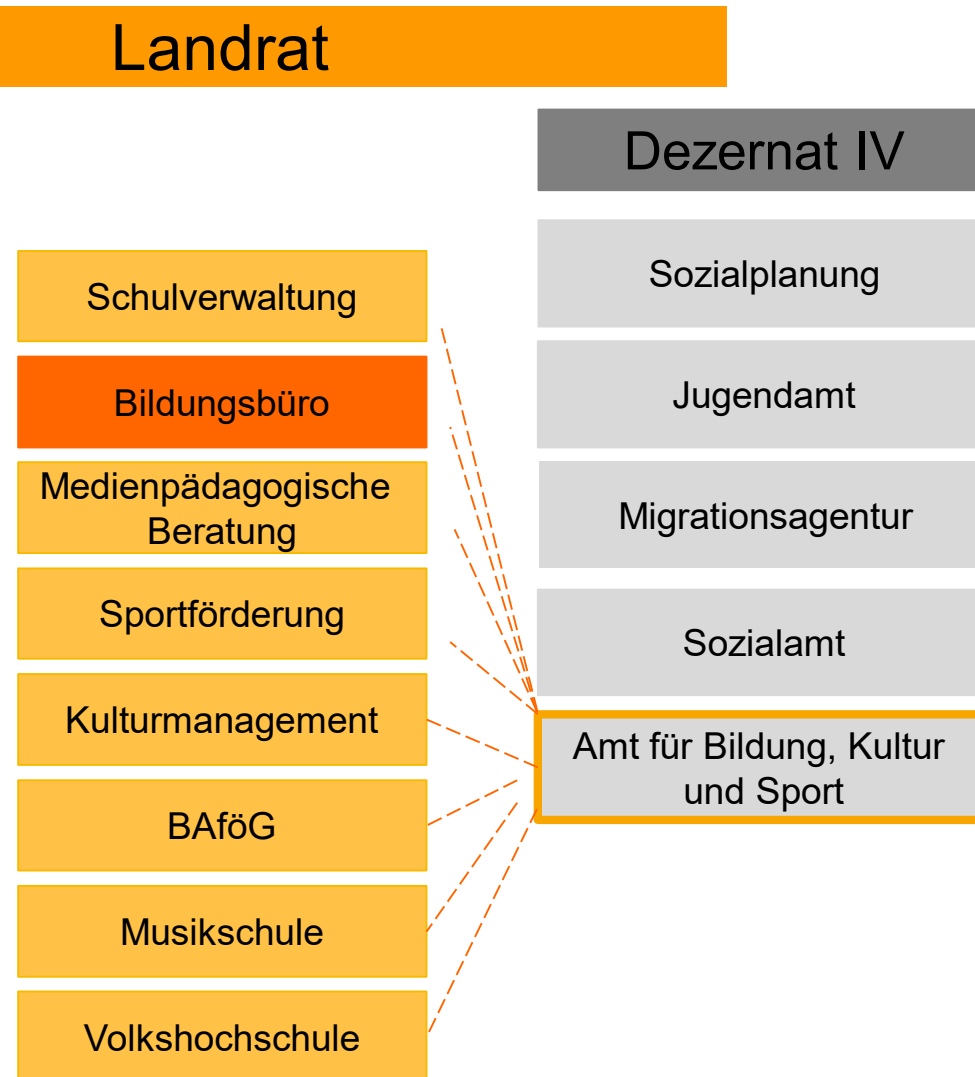 Landrat
Dezernat IV
Sozialplanung
Jugendamt
Migrationsagentur
Sozialamt
Amt für Bildung, Kultur
und Sport
Schulverwaltung
Bildungsbüro
Medienpädagogische
Beratung
Sportförderung
Kulturmanagement
BAföG
Musikschule
Volkshochschule